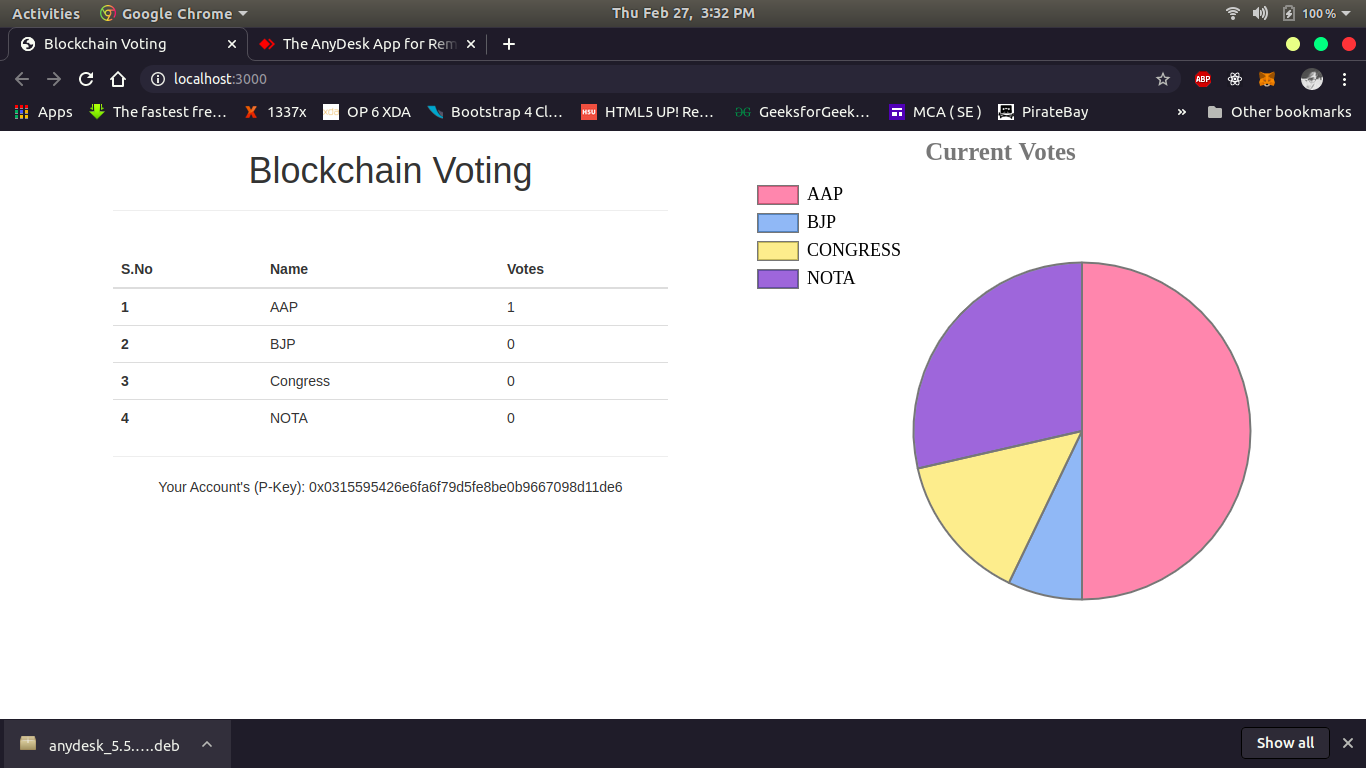 Activities Google Chrome Thu Feb 27, 3:32 PM 100 %
Blockchain Voting The AnyDesk App for Rem
localhost:3000 ABP
Apps The fastest fre… 1337x OP 6 XDA Bootstrap 4 Cl… HTML5 UP! Re… GeeksforGeek… MCA ( SE ) PirateBay » Other bookmarks
Blockchain Voting
S.No Name Votes
1 AAP 1
2 BJP 0
3 Congress 0
4 NOTA 0
Your Account's (P-Key): 0x0315595426e6fa6f79d5fe8be0b9667098d11de6
Current Votes
AAP
BJP
CONGRESS
NOTA
anydesk_5.5.….deb Show all